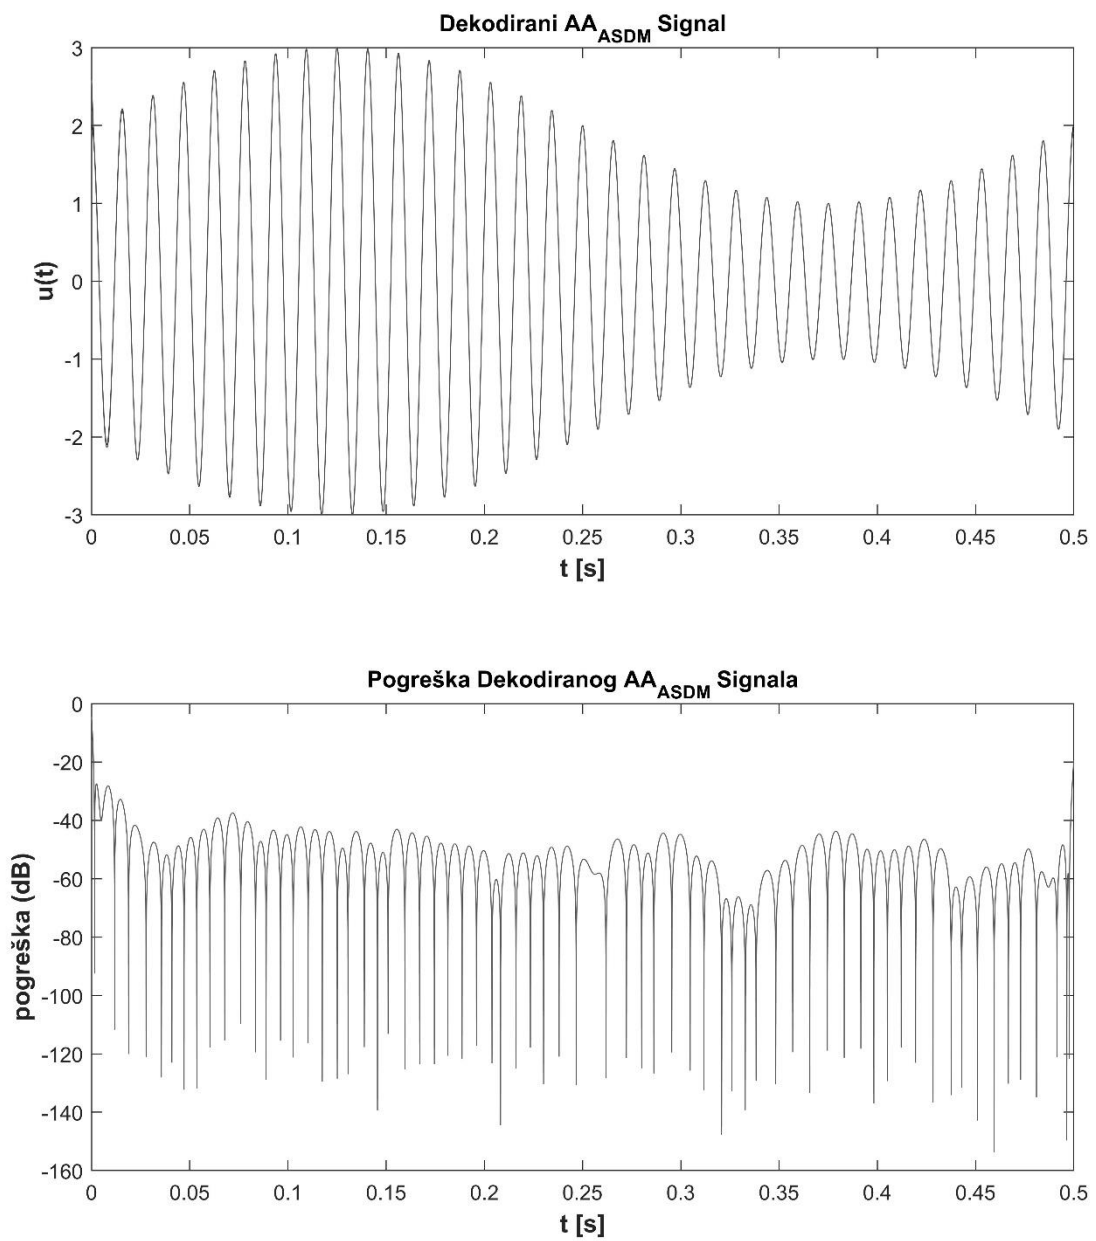 Dekodirani AA_ASDM Signal
3
2
1
0
-1
-2
-3
u(t)
0 0.05 0.1 0.15 0.2 0.25 0.3 0.35 0.4 0.45 0.5
t [s]
Pogreška Dekodiranog AA_ASDM Signala
0
-20
-40
-60
-80
-100
-120
-140
-160
pogreška (dB)
0 0.05 0.1 0.15 0.2 0.25 0.3 0.35 0.4 0.45 0.5
t [s]